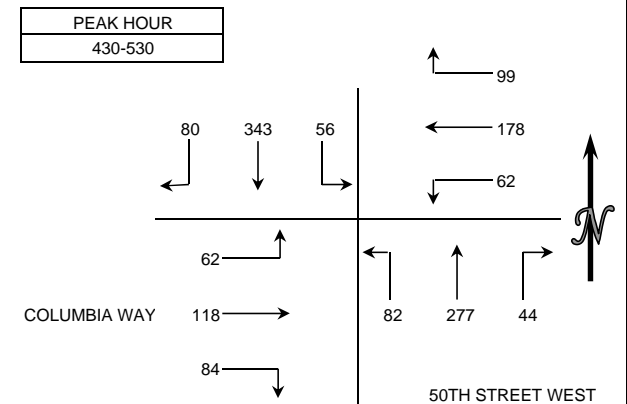 PEAK HOUR
430-530
99
80 343 56
178
62
62
N
COLUMBIA WAY 118
82 277 44
84
50TH STREET WEST